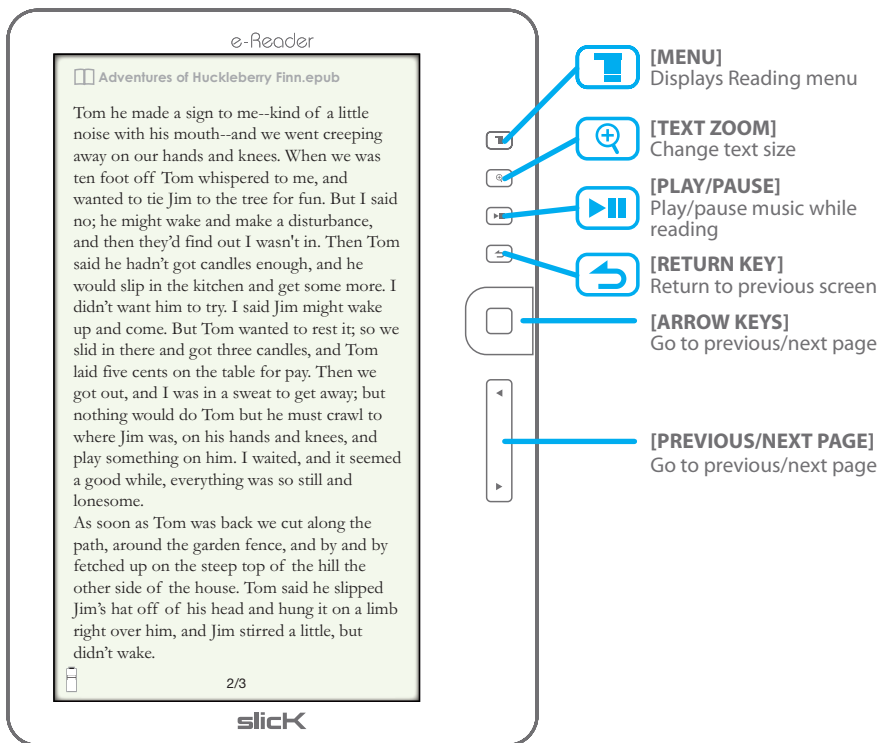 e-Reader
Adventures of Huckleberry Finn.epub
Tom he made a sign to me--kind of a little
noise with his mouth--and we went creeping
away on our hands and knees. When we was
ten foot off Tom whispered to me, and
wanted to tie Jim to the tree for fun. But I said
no; he might wake and make a disturbance,
and then they’d find out I wasn't in. Then Tom
said he hadn’t got candles enough, and he
would slip in the kitchen and get some more. I
didn’t want him to try. I said Jim might wake
up and come. But Tom wanted to rest it; so we
slid in there and got three candles, and Tom
laid five cents on the table for pay. Then we
got out, and I was in a sweat to get away; but
nothing would do Tom but he must crawl to
where Jim was, on his hands and knees, and
play something on him. I waited, and it seemed
a good while, everything was so still and
lonesome.
As soon as Tom was back we cut along the
path, around the garden fence, and by and by
fetched up on the steep top of the hill the
other side of the house. Tom said he slipped
Jim’s hat off of his head and hung it on a limb
right over him, and Jim stirred a little, but
didn’t wake.
2/3
slick
[MENU]
Displays Reading menu
[TEXT ZOOM]
Change text size
[PLAY/PAUSE]
Play/pause music while
reading
[RETURN KEY]
Return to previous screen
[ARROW KEYS]
Go to previous/next page
[PREVIOUS/NEXT PAGE]
Go to previous/next page